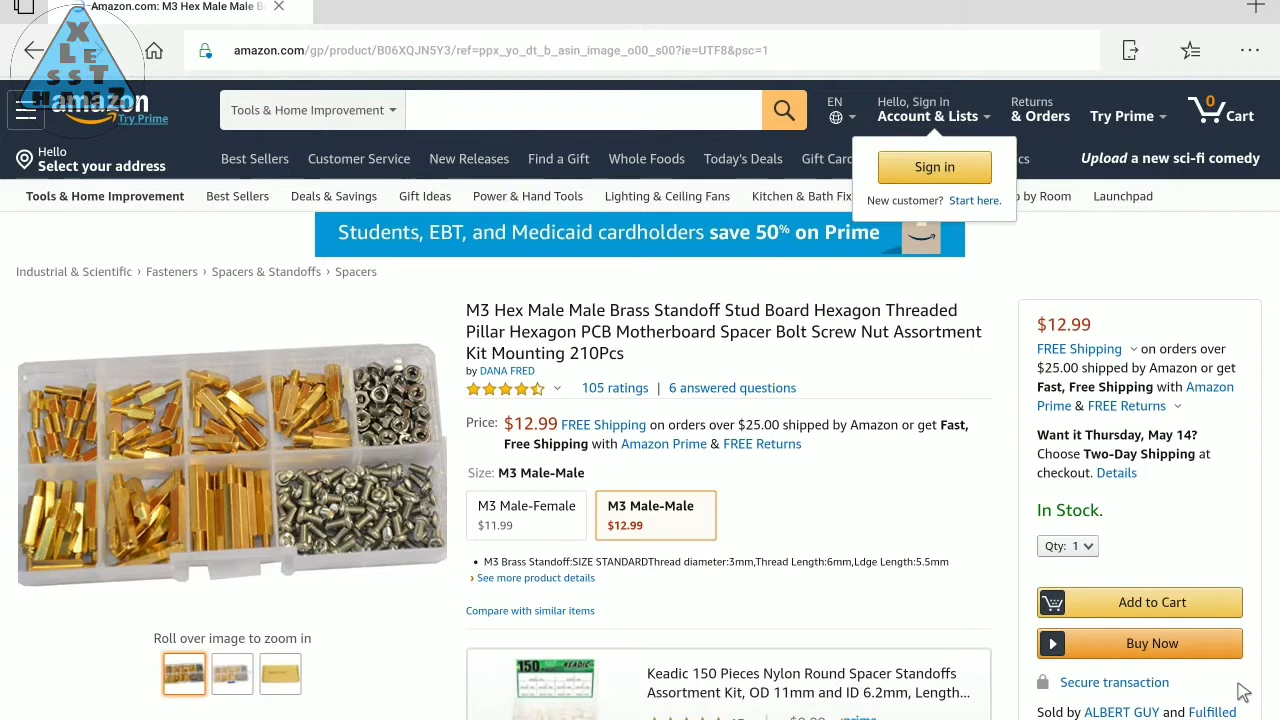 Amazon.com: M3 Hex Male Male B
amazon.com/gp/product/B06XQJN5Y3/ref=ppx_yo_dt_b_asin_image_o00_s00?ie=UTF8&psc=1
X
L E
S S T
H A N Z
amazon
Try Prime
Tools & Home Improvement
EN
Hello, Sign in
Account & Lists
Returns
& Orders
Try Prime
0
Cart
Hello
Select your address
Best Sellers Customer Service New Releases Find a Gift Whole Foods Today's Deals Gift Car cs
Upload a new sci-fi comedy
Sign in
New customer? Start here.
Tools & Home Improvement Best Sellers Deals & Savings Gift Ideas Power & Hand Tools Lighting & Ceiling Fans Kitchen & Bath Fix p by Room Launchpad
Students, EBT, and Medicaid cardholders save 50% on Prime
Industrial & Scientific › Fasteners › Spacers & Standoffs › Spacers
M3 Hex Male Male Brass Standoff Stud Board Hexagon Threaded
Pillar Hexagon PCB Motherboard Spacer Bolt Screw Nut Assortment
Kit Mounting 210Pcs
by DANA FRED
105 ratings | 6 answered questions
Price: $12.99 FREE Shipping on orders over $25.00 shipped by Amazon or get Fast,
Free Shipping with Amazon Prime & FREE Returns
Size: M3 Male-Male
M3 Male-Female
$11.99
M3 Male-Male
$12.99
• M3 Brass Standoff:SIZE STANDARDThread diameter:3mm,Thread Length:6mm,Ldge Length:5.5mm
› See more product details
Compare with similar items
Roll over image to zoom in
150
KEADIC
Keadic 150 Pieces Nylon Round Spacer Standoffs
Assortment Kit, OD 11mm and ID 6.2mm, Length...
$12.99
FREE Shipping on orders over
$25.00 shipped by Amazon or get
Fast, Free Shipping with Amazon
Prime & FREE Returns
Want it Thursday, May 14?
Choose Two-Day Shipping at
checkout. Details
In Stock.
Qty: 1
Add to Cart
Buy Now
Secure transaction
Sold by ALBERT GUY and Fulfilled